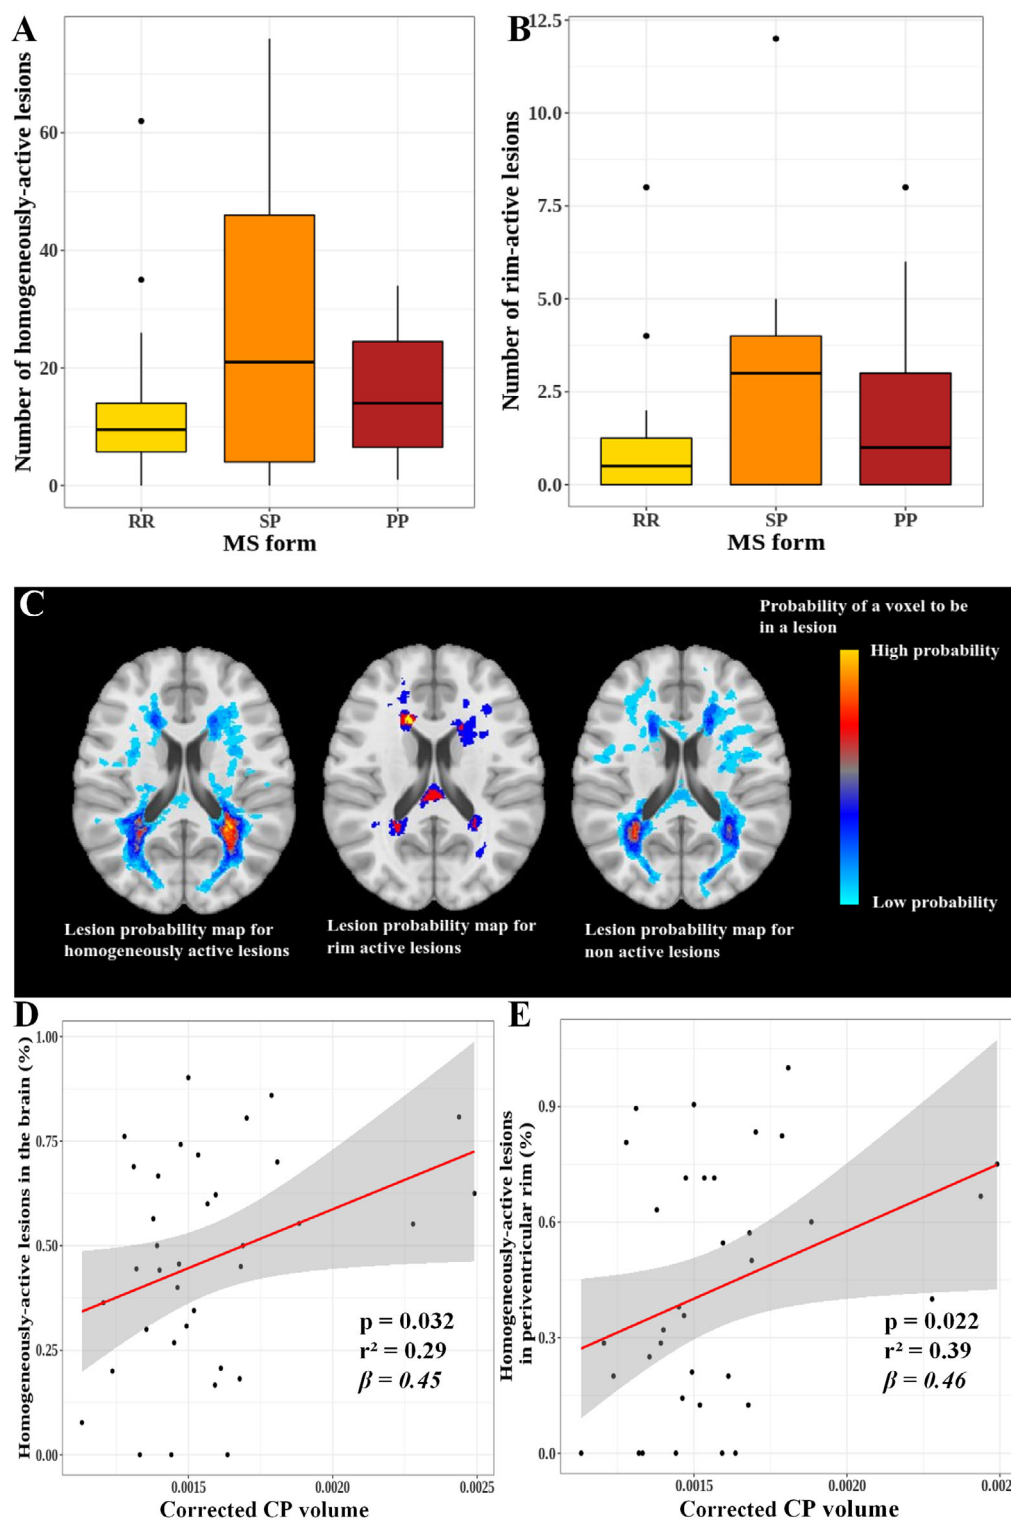 A
Number of homogeneously-active lesions
60
40
20
0
RR SP PP
MS form
B
Number of rim-active lesions
12.5
10.0
7.5
5.0
2.5
0.0
RR SP PP
MS form
C
Probability of a voxel to be
in a lesion
High probability
Low probability
Lesion probability map for
homogeneously active lesions
Lesion probability map for
rim active lesions
Lesion probability map for
non active lesions
D
Homogeneously-active lesions in the brain (%)
1.00
0.75
0.50
0.25
0.00
p = 0.032
r² = 0.29
β = 0.45
0.0015 0.0020 0.0025
Corrected CP volume
E
Homogeneously-active lesions
in periventricular rim (%)
0.9
0.6
0.3
0.0
p = 0.022
r² = 0.39
β = 0.46
0.0015 0.0020 0.002
Corrected CP volume